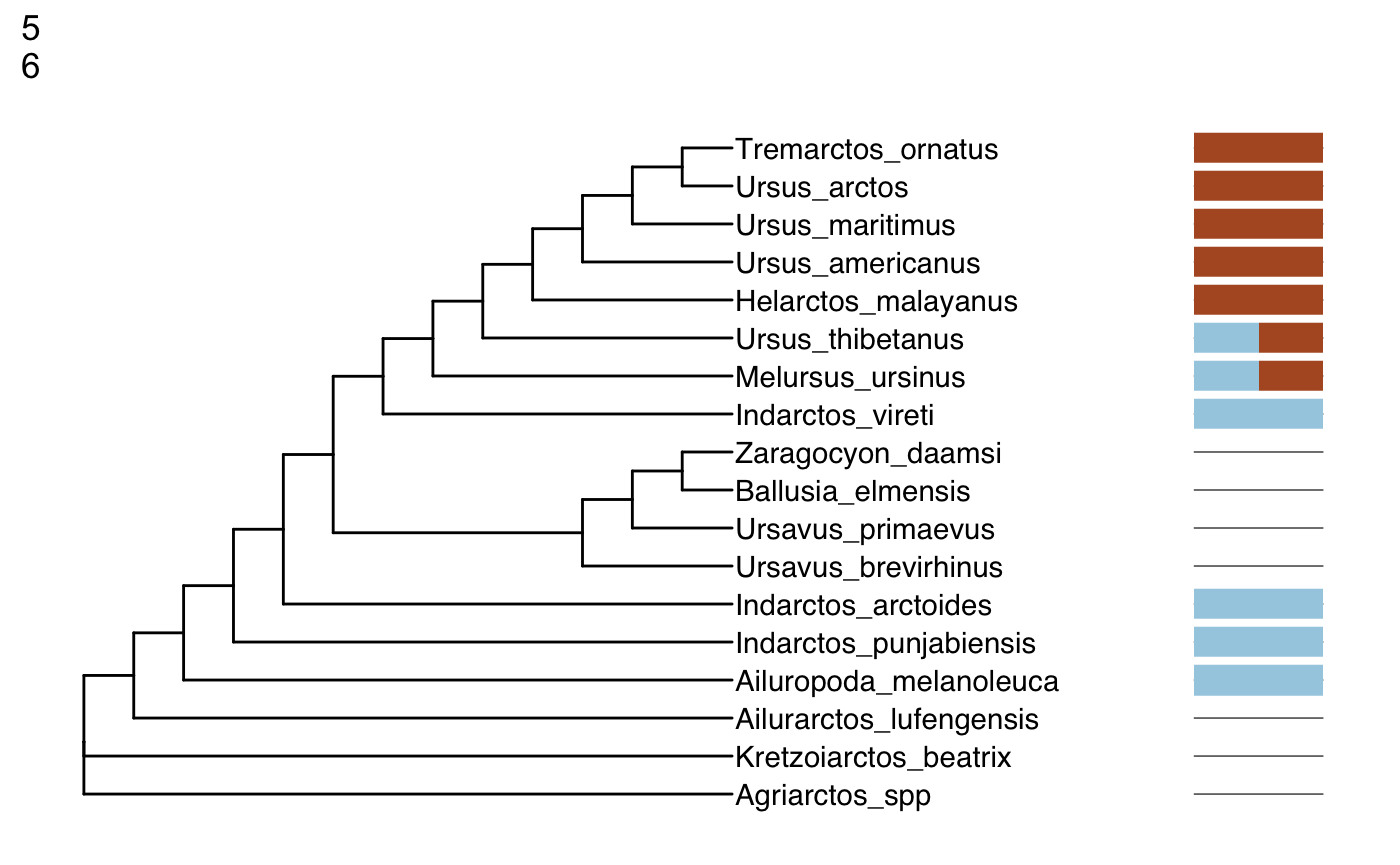 5
6
Tremarctos_ornatus
Ursus_arctos
Ursus_maritimus
Ursus_americanus
Helarctos_malayanus
Ursus_thibetanus
Melursus_ursinus
Indarctos_vireti
Zaragocyon_daamsi
Ballusia_elmensis
Ursavus_primaevus
Ursavus_brevirhinus
Indarctos_arctoides
Indarctos_punjabiensis
Ailuropoda_melanoleuca
Ailurarctos_lufengensis
Kretzoiarctos_beatrix
Agriarctos_spp